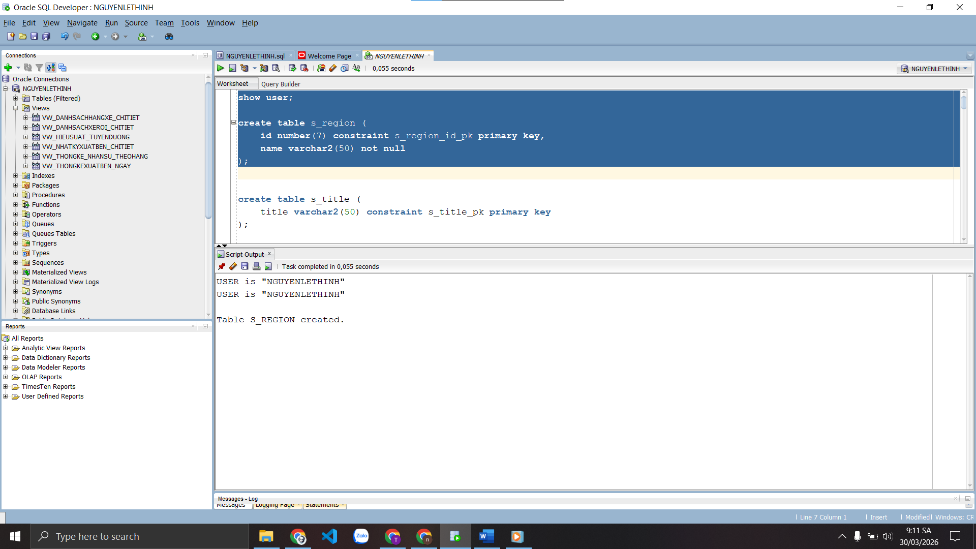 Oracle SQL Developer : NGUYENLETHINH
File Edit View Navigate Run Source Team Tools Window Help
Connections
Oracle Connections
NGUYENLETHINH
Tables (Filtered)
Views
VW_DANHSACHHANGXE_CHITIET
VW_DANHSACHXEROI_CHITIET
VW_HIEUSUAT_TUYENDUONG
VW_NHATKYXUATBEN_CHITIET
VW_THONGKE_NHANSU_THEOHANG
VW_THONGKEXUATBEN_NGAY
Indexes
Packages
Procedures
Functions
Operators
Queues
Queues Tables
Triggers
Types
Sequences
Materialized Views
Materialized View Logs
Synonyms
Public Synonyms
Database Links
Reports
All Reports
Analytic View Reports
Data Dictionary Reports
Data Modeler Reports
OLAP Reports
TimesTen Reports
User Defined Reports
NGUYENLETHINH.sql Welcome Page NGUYENLETHINH
0,055 seconds NGUYENLETHINH
Worksheet Query Builder
show user;
create table s_region (
id number(7) constraint s_region_id_pk primary key,
name varchar2(50) not null
);
create table s_title (
title varchar2(50) constraint s_title_pk primary key
);
Script Output
Task completed in 0,055 seconds
USER is "NGUYENLETHINH"
USER is "NGUYENLETHINH"
Table S_REGION created.
Messages - Log
Messages Logging Page Statements
Line 7 Column 1 Insert Modified Windows: CF
Type here to search
Zalo
9:11 SA
30/03/2026